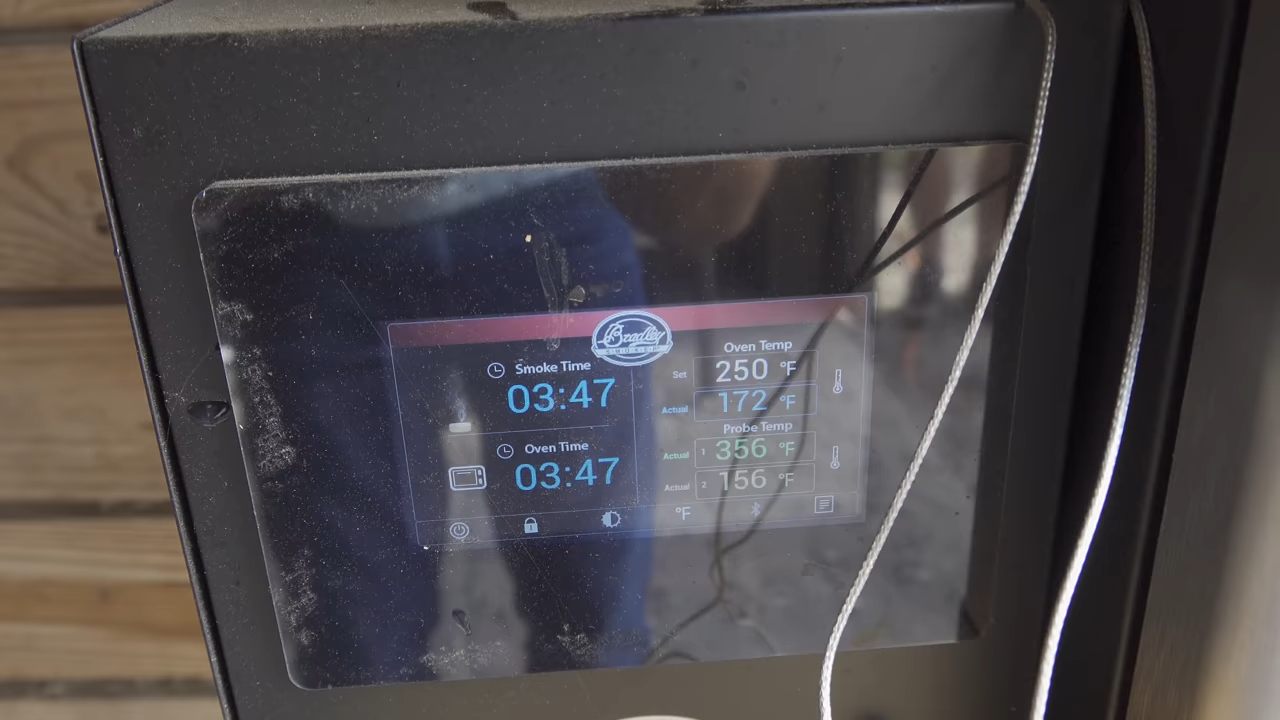 Bradley
SMOKER
Smoke Time
03:47
Oven Time
03:47
Oven Temp
Set 250 °F
Actual 172 °F
Probe Temp
Actual 1 356 °F
Actual 2 156 °F
°F